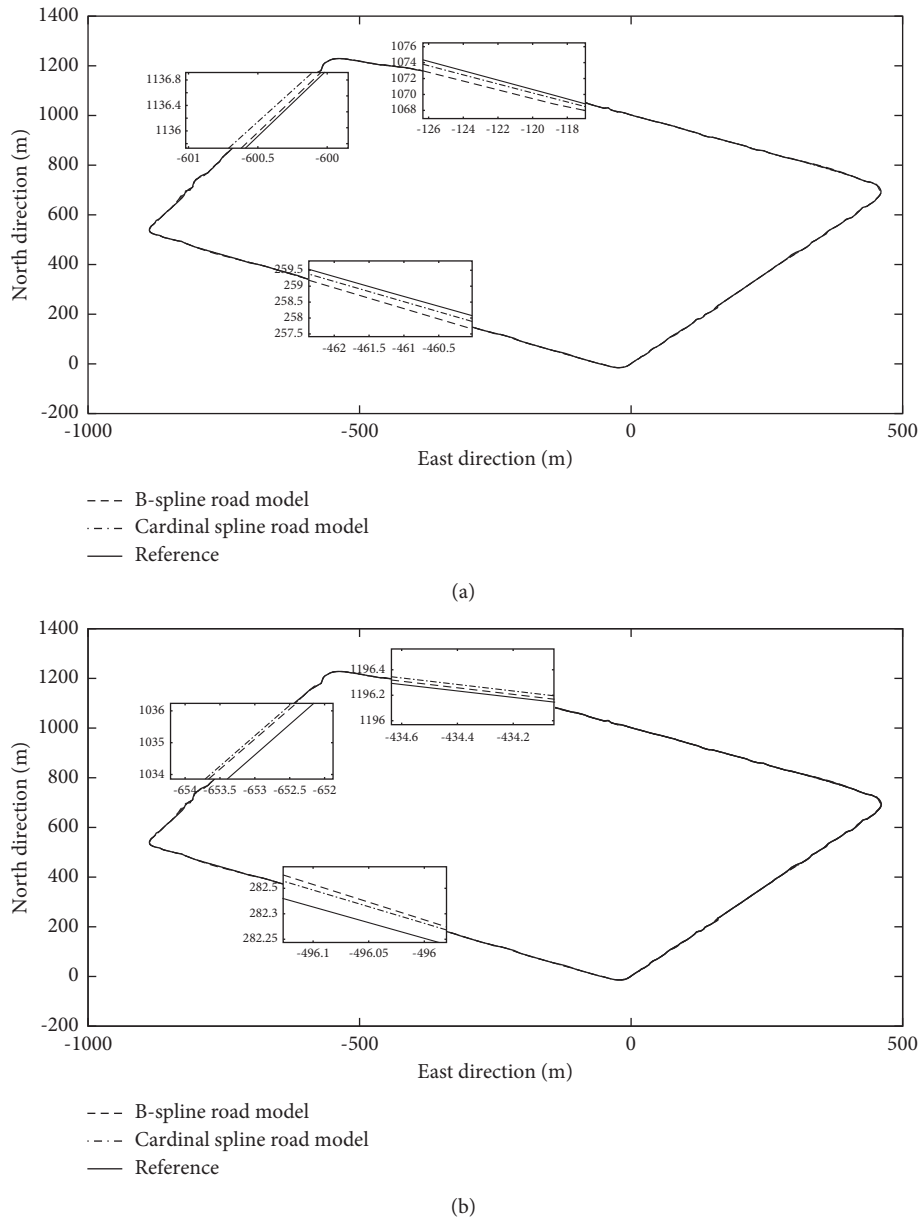 1400
1200
1000
800
600
400
200
0
-200
North direction (m)
1136.8
1136.4
1136
-601 -600.5 -600
1076
1074
1072
1070
1068
-126 -124 -122 -120 -118
259.5
259
258.5
258
257.5
-462 -461.5 -461 -460.5
-1000 -500 0 500
East direction (m)
B-spline road model
Cardinal spline road model
Reference
(a)
1400
1200
1000
800
600
400
200
0
-200
North direction (m)
1196.4
1196.2
1196
-434.6 -434.4 -434.2
1036
1035
1034
-654 -653.5 -653 -652.5 -652
282.5
282.3
282.25
-496.1 -496.05 -496
-1000 -500 0 500
East direction (m)
B-spline road model
Cardinal spline road model
Reference
(b)